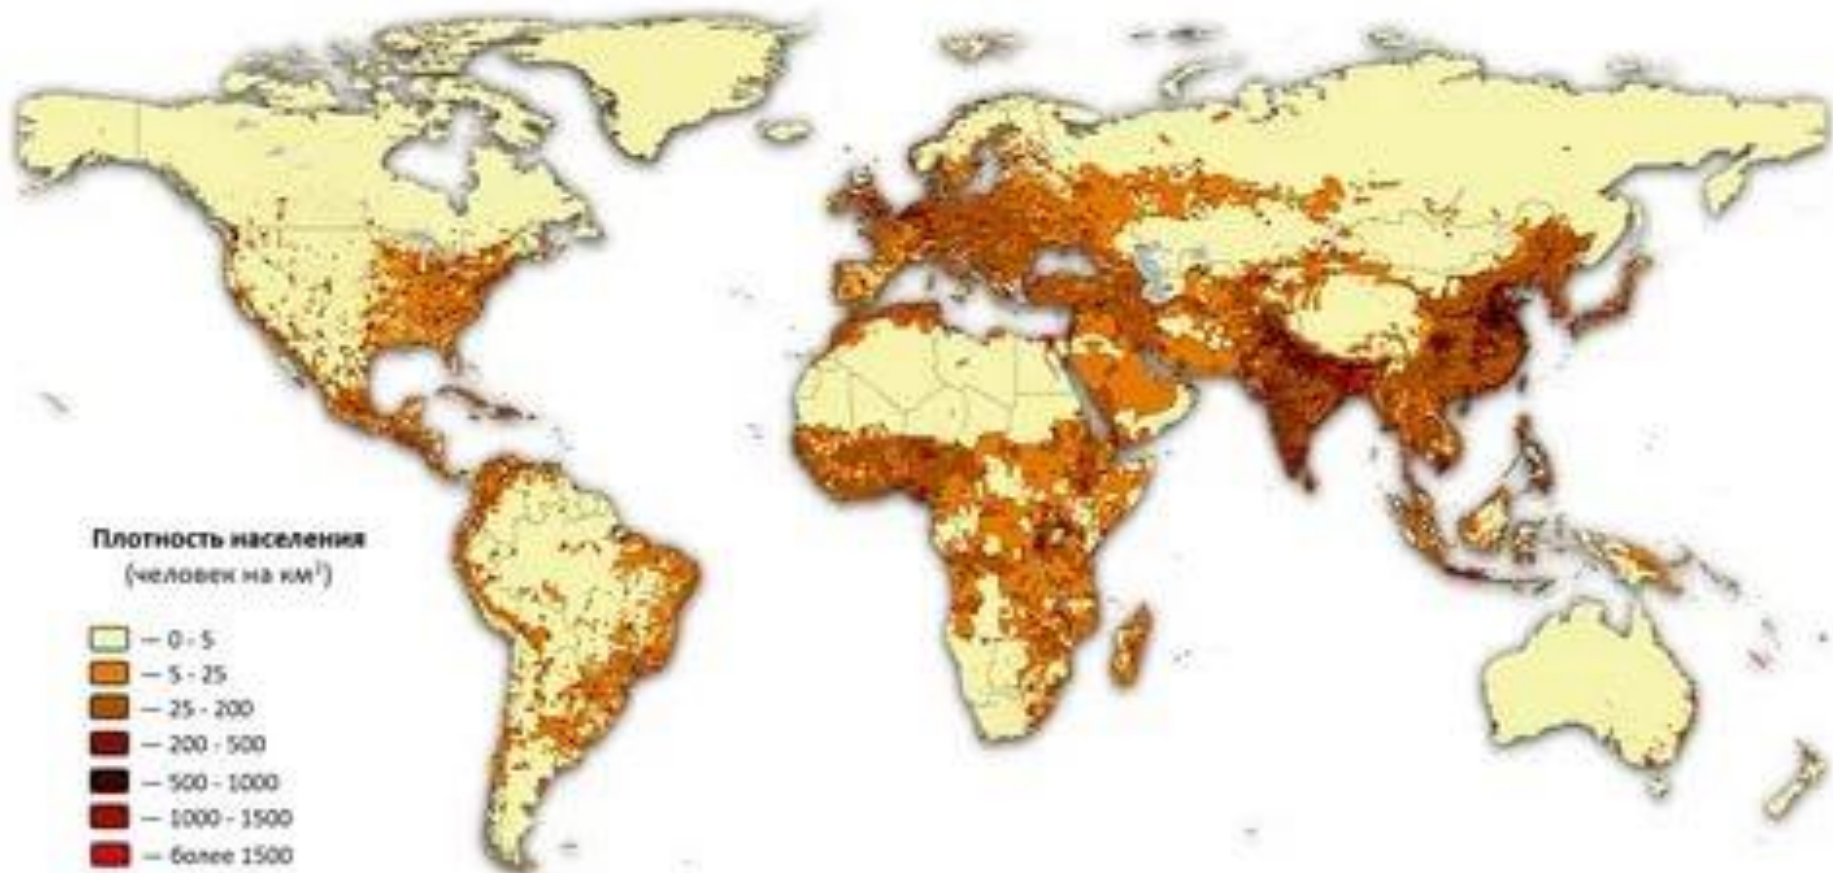 Плотность населения
(человек на км²)
— 0 - 5
— 5 - 25
— 25 - 200
— 200 - 500
— 500 - 1000
— 1000 - 1500
— более 1500